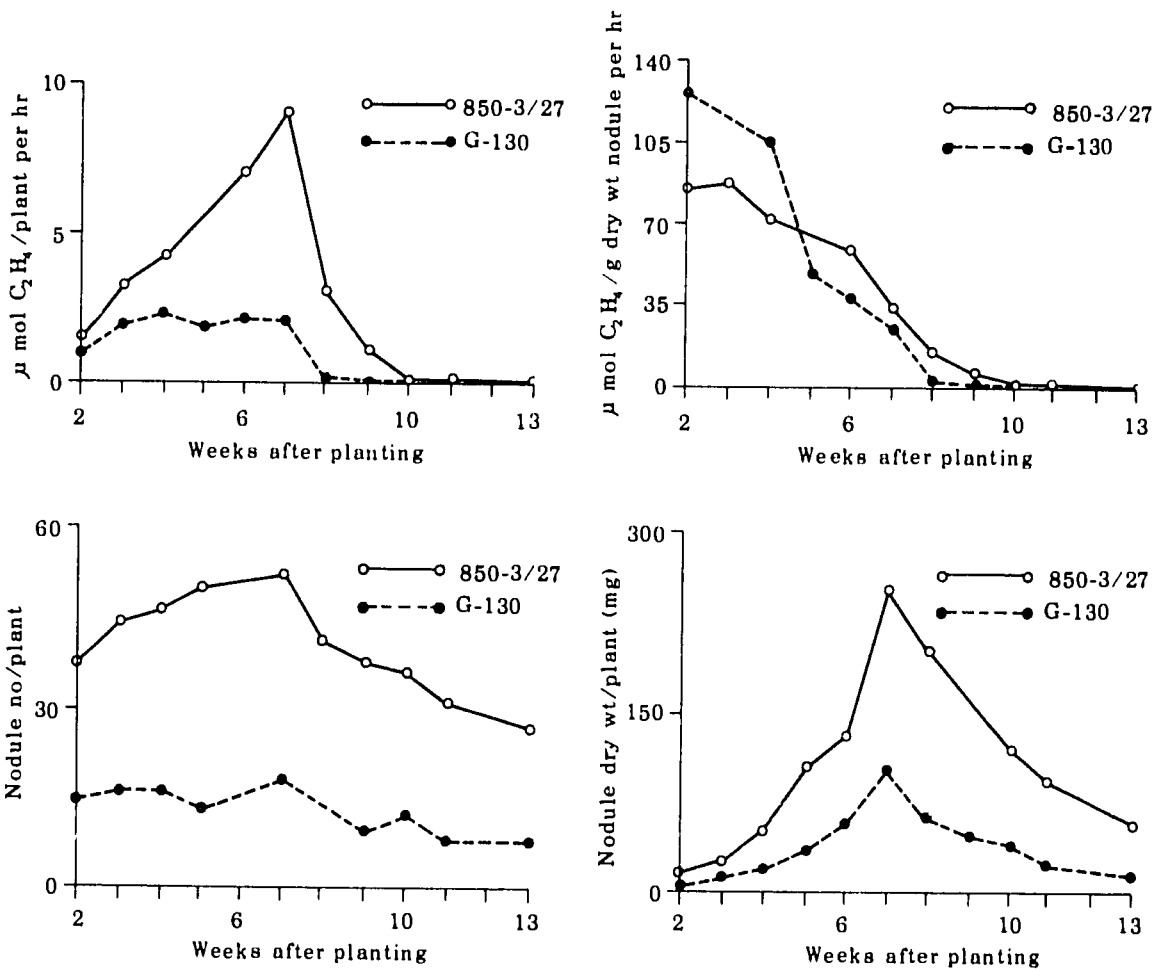 μ mol C₂H₄/plant per hr
10
5
0
850-3/27
G-130
2 6 10 13
Weeks after planting
μ mol C₂H₄/g dry wt nodule per hr
140
105
70
35
0
850-3/27
G-130
2 6 10 13
Weeks after planting
Nodule no/plant
60
30
0
850-3/27
G-130
2 6 10 13
Weeks after planting
Nodule dry wt/plant (mg)
300
150
0
850-3/27
G-130
2 6 10 13
Weeks after planting